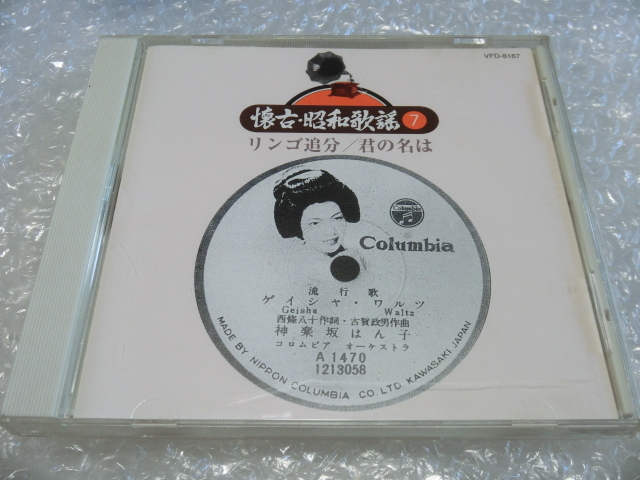 VFD-8167
懐古・昭和歌謡 7
リンゴ追分／君の名は
Columbia
Columbia
流行歌
ゲイシャ・ワルツ
Geisha Waltz
西條八十作詞・古賀政男作曲
神楽坂はん子
コロムビア オーケストラ
A 1470
1213058
MADE BY NIPPON COLUMBIA CO., LTD. KAWASAKI JAPAN